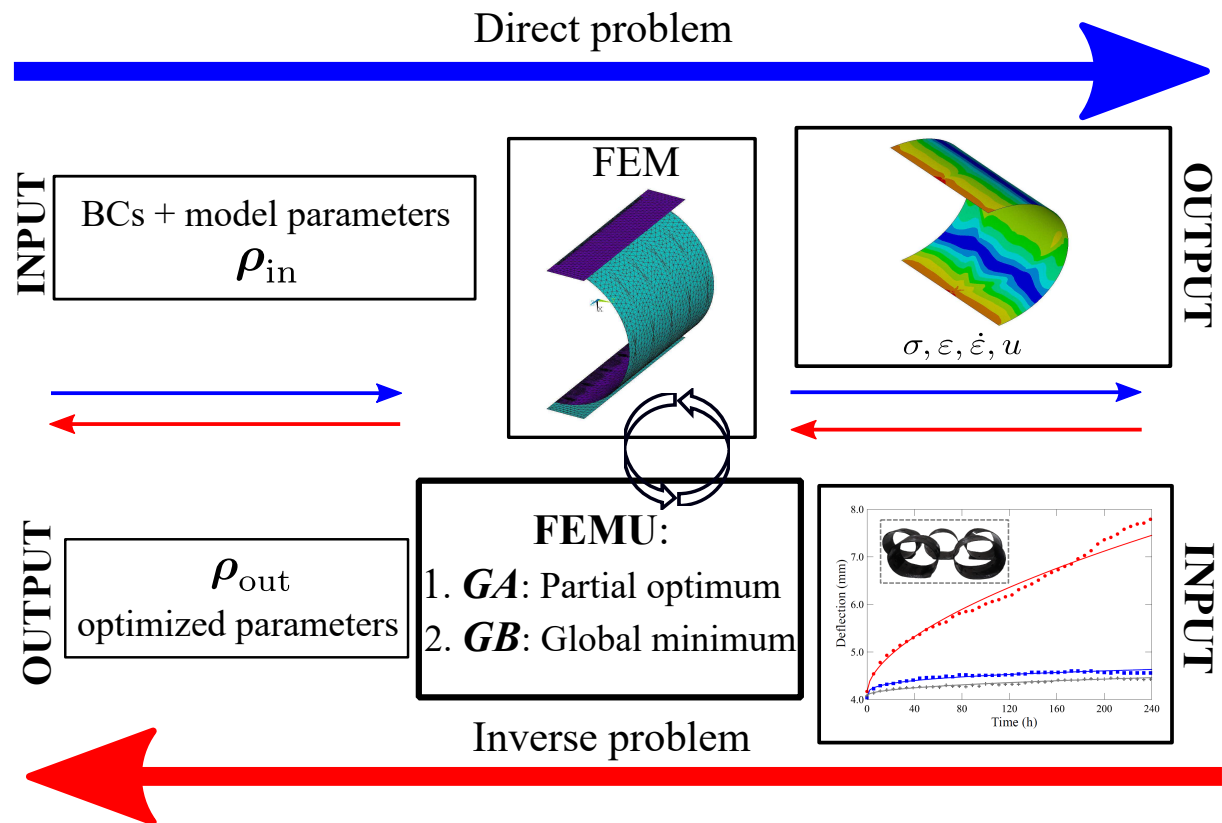 Direct problem
INPUT
BCs + model parameters
ρin
FEM
σ, ε, ε̇, u
OUTPUT
OUTPUT
ρout
optimized parameters
FEMU:
1. GA: Partial optimum
2. GB: Global minimum
8.0
7.0
6.0
5.0
4.0
Deflection (mm)
0 40 80 120 160 200 240
Time (h)
INPUT
Inverse problem